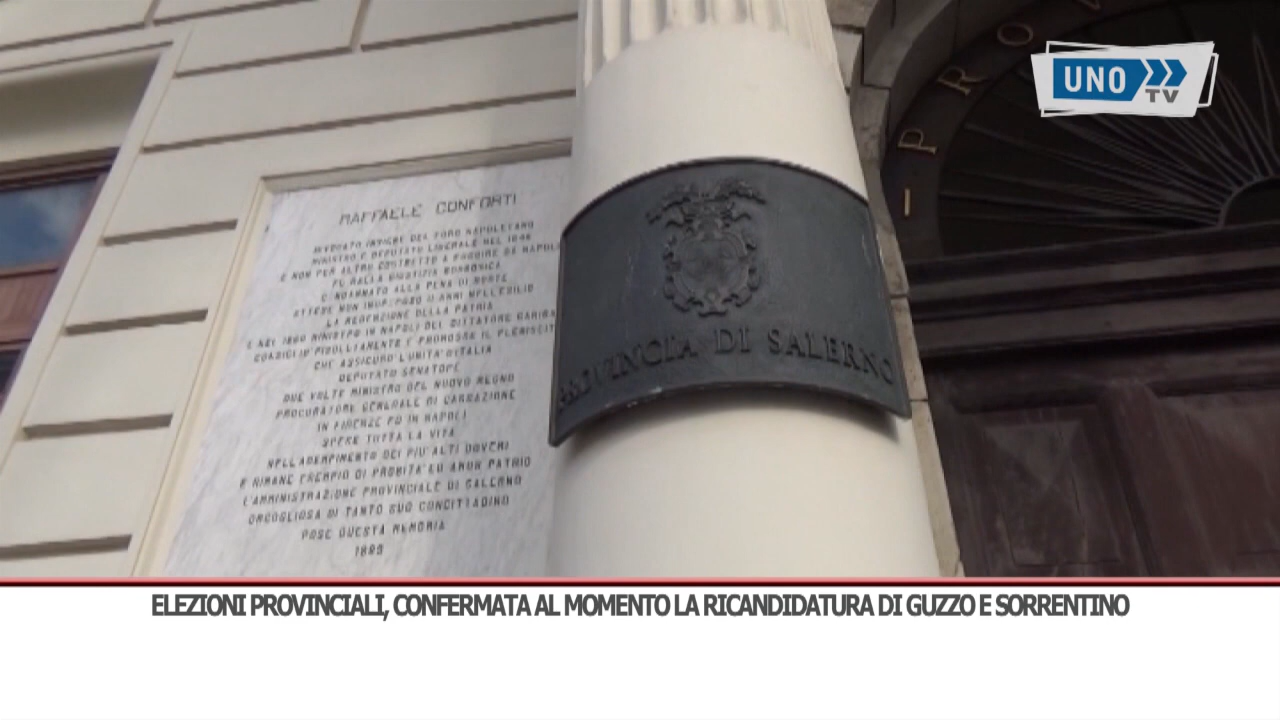 UNO
TV
PROV
RAFFAELE CONFORTI
AVVOCATO INSIGNE DEL FORO NAPOLETANO
MINISTRO E DEPUTATO LIBERALE NEL 1848
E NON PER ALTRO COSTRETTO A FUGGIRE DA NAPOLI
FU DALLA GIUSTIZIA BORBONICA
CONDANNATO ALLA PENA DI MORTE
ATTESE NON INOPEROSO 11 ANNI NELL'ESILIO
LA REDENZIONE DELLA PATRIA
E NEL 1860 MINISTRO IN NAPOLI DEL DITTATORE GARIBA
CONSIGLIÒ E PROMOSSE IL PLEBISCIT
CHE ASSICURÒ L'UNITÀ D'ITALIA
DEPUTATO SENATORE
DUE VOLTE MINISTRO DEL NUOVO REGNO
PROCURATORE GENERALE DI CASSAZIONE
IN FIRENZE ED IN NAPOLI
SPESE TUTTA LA VITA
NELL'ADEMPIMENTO DEI PIÙ ALTI DOVERI
E RIMANE ESEMPIO DI PROBITÀ ED AMOR PATRIO
L'AMMINISTRAZIONE PROVINCIALE DI SALERNO
ORGOGLIOSA DI TANTO SUO CONCITTADINO
POSE QUESTA MEMORIA
PROVINCIA DI SALERNO
ELEZIONI PROVINCIALI, CONFERMATA AL MOMENTO LA RICANDIDATURA DI GUZZO E SORRENTINO